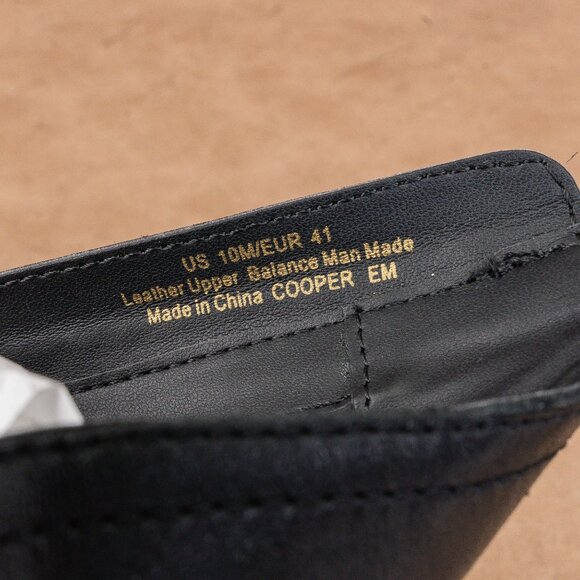 US 10M/EUR 41
Leather Upper Balance Man Made
Made in China COOPER EM